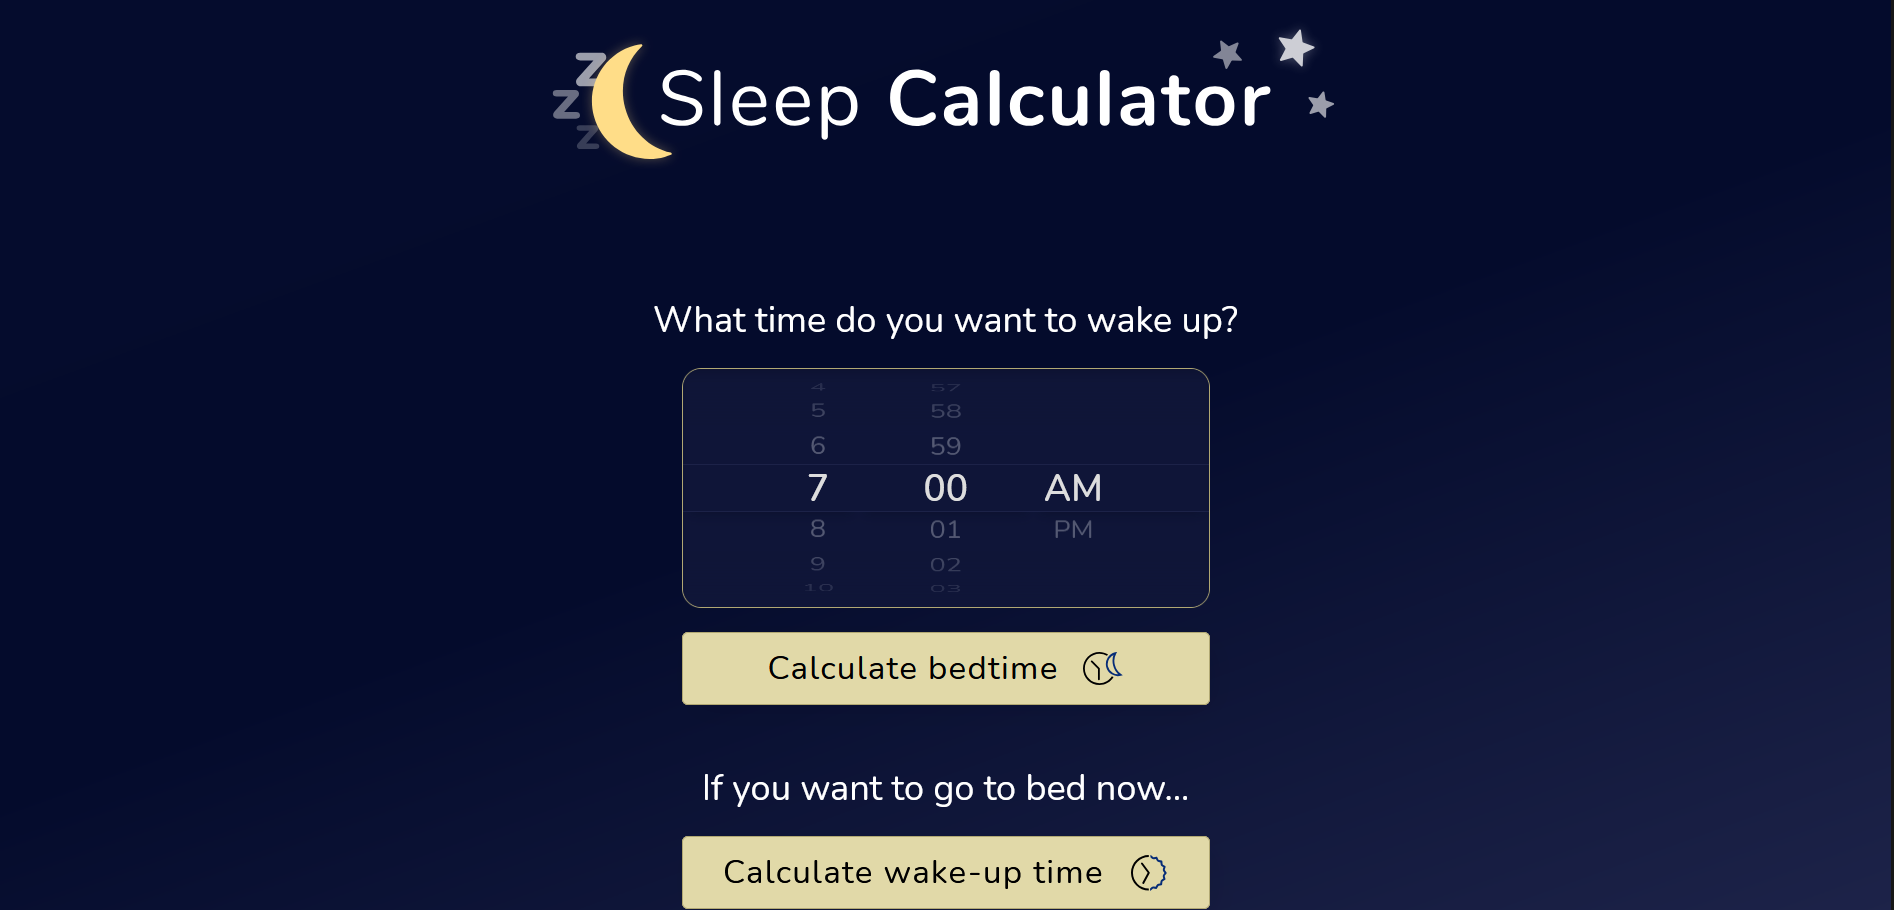 z
z
z
Sleep Calculator
What time do you want to wake up?
4 57
5 58
6 59
7 00 AM
8 01 PM
9 02
10 03
Calculate bedtime
If you want to go to bed now...
Calculate wake-up time